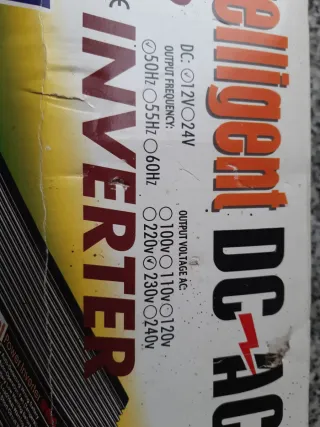 elligent DC-AC
DC: ✓12V ○24V
OUTPUT FREQUENCY:
✓50Hz ○55Hz ○60Hz
OUTPUT VOLTAGE AC:
○100v ○110v ○120v
○220v ✓230v ○240v
INVERTER